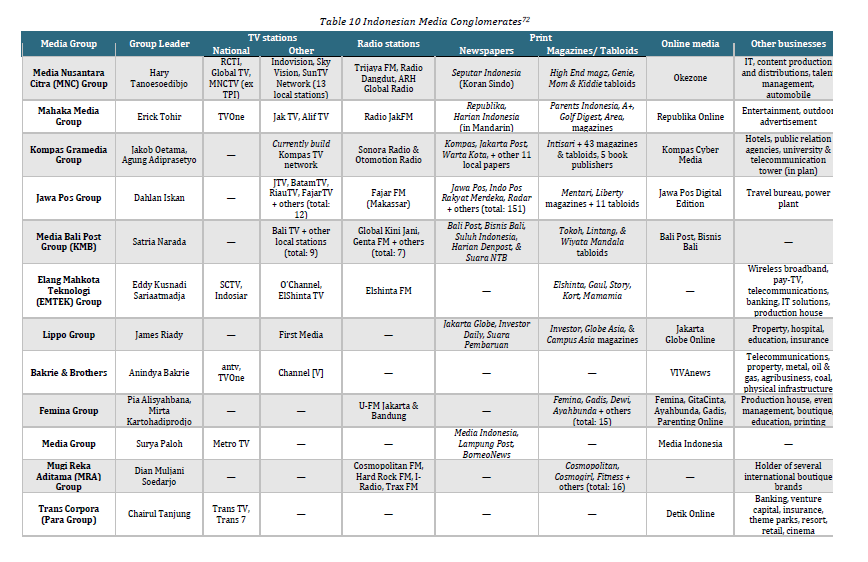 Table 10 Indonesian Media Conglomerates72
Media Group Group Leader TV stations Radio stations Print Online media Other businesses
National Other Newspapers Magazines/ Tabloids
Media Nusantara Citra (MNC) Group
Hary Tanoesoedibjo
RCTI, Global TV, MNCTV (ex TPI)
Indovision, Sky Vision, SunTV Network (13 local stations)
Trijaya FM, Radio Dangdut, ARH Global Radio
Seputar Indonesia (Koran Sindo)
High End magz, Genie, Mom & Kiddie tabloids
Okezone
IT, content production and distributions, talen management, automobile
Mahaka Media Group
Erick Tohir
TVOne
Jak TV, Alif TV
Radio JakFM
Republika, Harian Indonesia (in Mandarin)
Parents Indonesia, A+, Golf Digest, Area, magazines
Republika Online
Entertainment, outdoor advertisement
Kompas Gramedia Group
Jakob Oetama, Agung Adiprasetyo
—
Currently build Kompas TV network
Sonora Radio & Otomotion Radio
Kompas, Jakarta Post, Warta Kota, + other 11 local papers
Intisari + 43 magazines & tabloids, 5 book publishers
Kompas Cyber Media
Hotels, public relation agencies, university & telecommunication tower (in plan)
Jawa Pos Group
Dahlan Iskan
—
JTV, BatamTV, RiauTV, FajarTV + others (total: 12)
Fajar FM (Makassar)
Jawa Pos, Indo Pos Rakyat Merdeka, Radar + others (total: 151)
Mentari, Liberty magazines + 11 tabloids
Jawa Pos Digital Edition
Travel bureau, power plant
Media Bali Post Group (KMB)
Satria Narada
—
Bali TV + other local stations (total: 9)
Global Kini Jani, Genta FM + others (total: 7)
Bali Post, Bisnis Bali, Suluh Indonesia, Harian Denpost, & Suara NTB
Tokoh, Lintang, & Wiyata Mandala tabloids
Bali Post, Bisnis Bali
—
Elang Mahkota Teknologi (EMTEK) Group
Eddy Kusnadi Sariaatmadja
SCTV, Indosiar
O'Channel, ElShinta TV
Elshinta FM
—
Elshinta, Gaul, Story, Kort, Mamamia
—
Wireless broadband, pay-TV, telecommunications, banking, IT solutions, production house
Lippo Group
James Riady
—
First Media
—
Jakarta Globe, Investor Daily, Suara Pembaruan
Investor, Globe Asia, & Campus Asia magazines
Jakarta Globe Online
Property, hospital, education, insurance
Bakrie & Brothers
Anindya Bakrie
antv, TVOne
Channel [V]
—
—
—
VIVAnews
Telecommunications, property, metal, oil & gas, agribusiness, coal, physical infrastructure
Femina Group
Pia Alisyahbana, Mirta Kartohadiprodjo
—
—
U-FM Jakarta & Bandung
—
Femina, Gadis, Dewi, Ayahbunda + others (total: 15)
Femina, GitaCinta, Ayahbunda, Gadis, Parenting Online
Production house, even management, boutique, education, printing
Media Group
Surya Paloh
Metro TV
—
—
Media Indonesia, Lampung Post, BorneoNews
—
Media Indonesia
—
Mugi Reka Aditama (MRA) Group
Dian Muljani Soedarjo
—
—
Cosmopolitan FM, Hard Rock FM, I-Radio, Trax FM
—
Cosmopolitan, Cosmogirl, Fitness + others (total: 16)
—
Holder of several international boutique brands
Trans Corpora (Para Group)
Chairul Tanjung
Trans TV, Trans 7
—
—
—
—
Detik Online
Banking, venture capital, insurance, theme parks, resort, retail, cinema